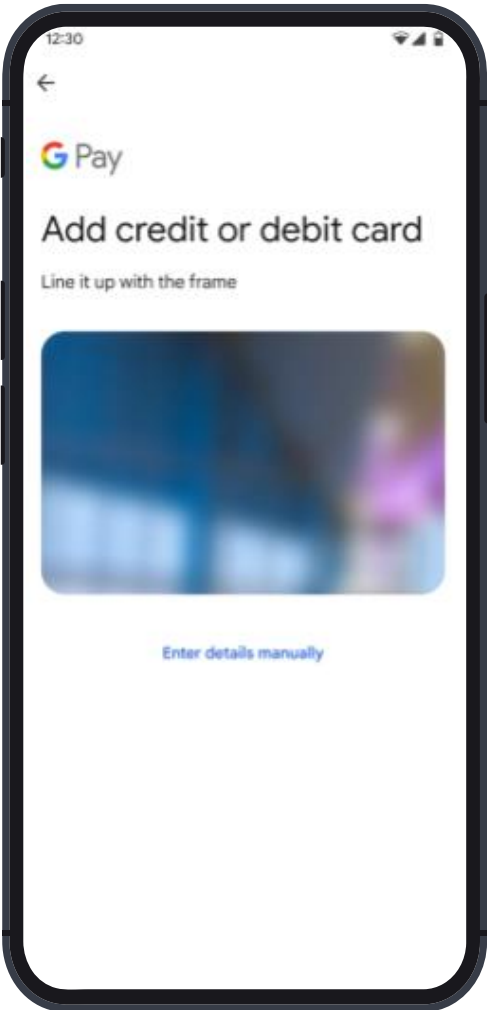 12:30
G Pay
Add credit or debit card
Line it up with the frame
Enter details manually